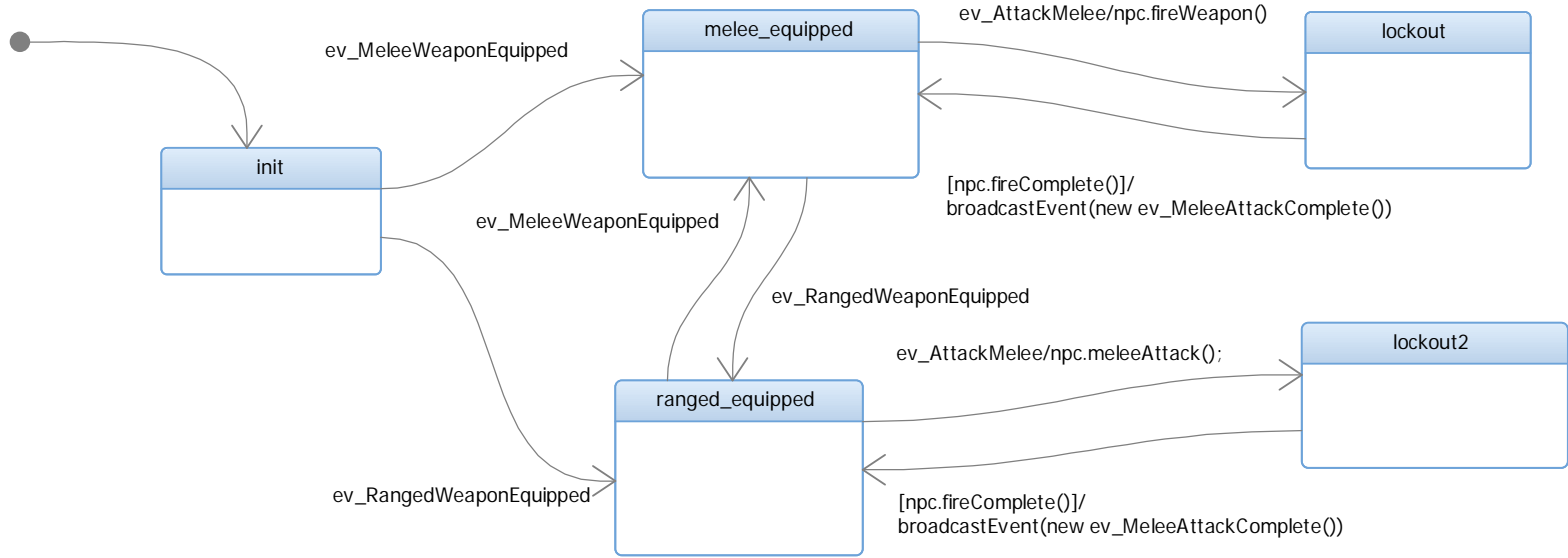 ev_AttackMelee/npc.fireWeapon()
melee_equipped
lockout
ev_MeleeWeaponEquipped
init
[npc.fireComplete()]/
broadcastEvent(new ev_MeleeAttackComplete())
ev_MeleeWeaponEquipped
ev_RangedWeaponEquipped
ev_AttackMelee/npc.meleeAttack();
lockout2
ranged_equipped
ev_RangedWeaponEquipped
[npc.fireComplete()]/
broadcastEvent(new ev_MeleeAttackComplete())